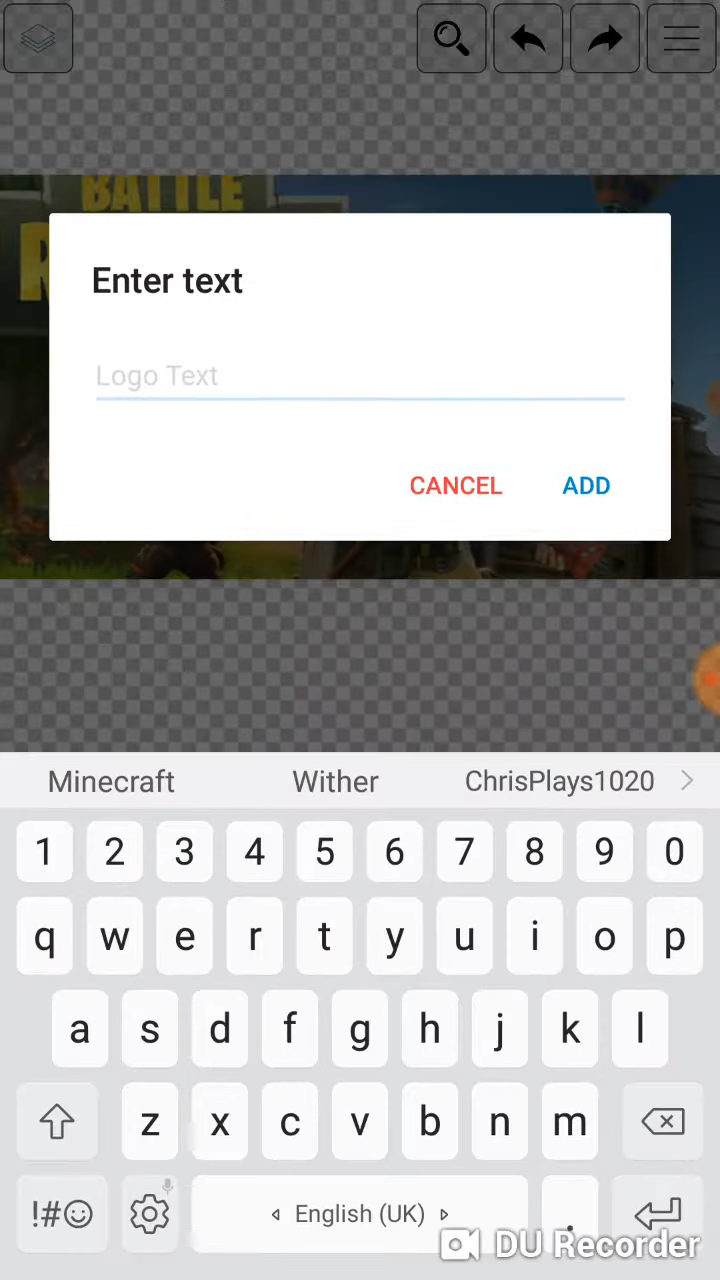 BATTLE
R
Enter text
Logo Text
CANCEL ADD
Minecraft Wither ChrisPlays1020
1 2 3 4 5 6 7 8 9 0
q w e r t y u i o p
a s d f g h j k l
z x c v b n m
!#☺ English (UK) .
DU Recorder